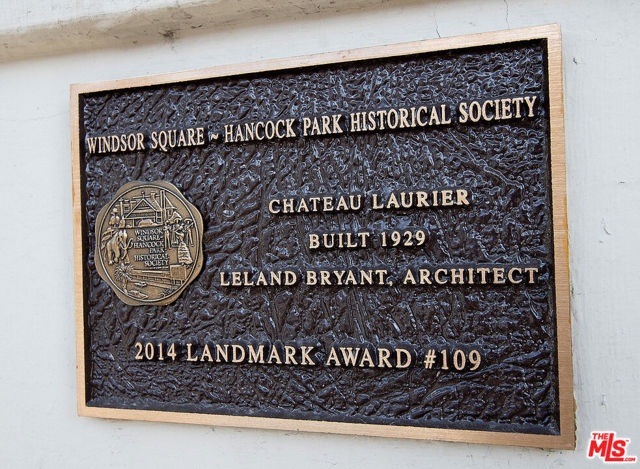 WINDSOR SQUARE ~ HANCOCK PARK HISTORICAL SOCIETY
CHATEAU LAURIER
BUILT 1929
LELAND BRYANT, ARCHITECT
WINDSOR
SQUARE-
HANCOCK
PARK
HISTORICAL
SOCIETY
2014 LANDMARK AWARD #109
THE
MLS
.COM